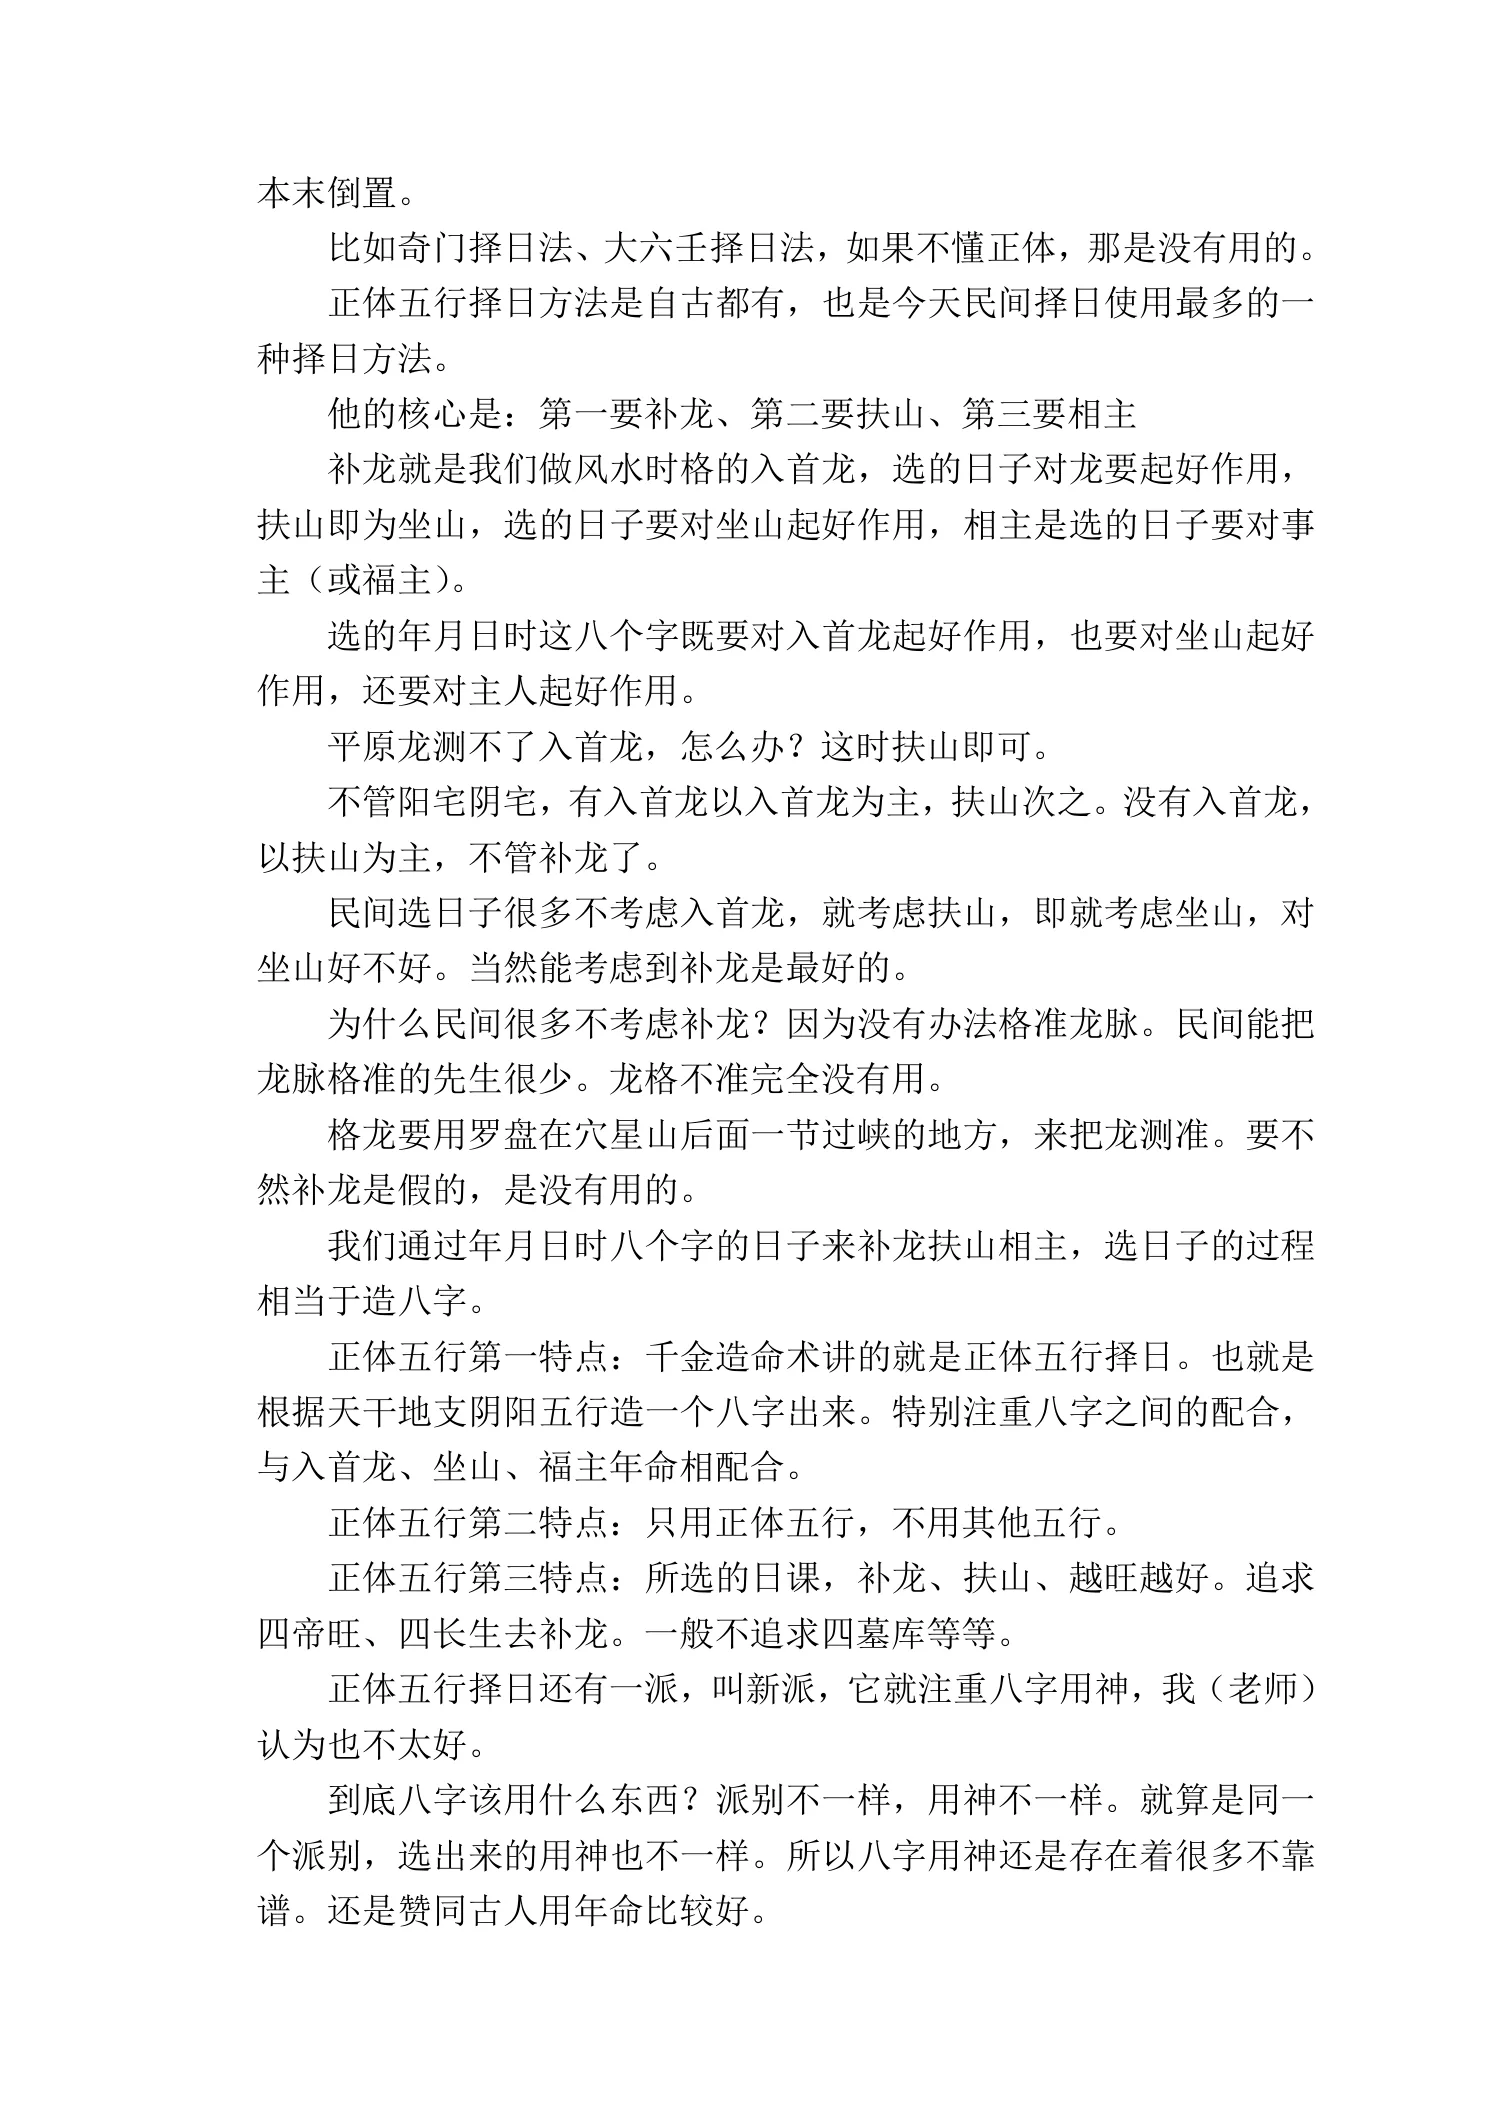 本末倒置。
比如奇门择日法、大六壬择日法，如果不懂正体，那是没有用的。
正体五行择日方法是自古都有，也是今天民间择日使用最多的一
种择日方法。
他的核心是：第一要补龙、第二要扶山、第三要相主
补龙就是我们做风水时格的入首龙，选的日子对龙要起好作用，
扶山即为坐山，选的日子要对坐山起好作用，相主是选的日子要对事
主（或福主）。
选的年月日时这八个字既要对入首龙起好作用，也要对坐山起好
作用，还要对主人起好作用。
平原龙测不了入首龙，怎么办？这时扶山即可。
不管阳宅阴宅，有入首龙以入首龙为主，扶山次之。没有入首龙，
以扶山为主，不管补龙了。
民间选日子很多不考虑入首龙，就考虑扶山，即就考虑坐山，对
坐山好不好。当然能考虑到补龙是最好的。
为什么民间很多不考虑补龙？因为没有办法格准龙脉。民间能把
龙脉格准的先生很少。龙格不准完全没有用。
格龙要用罗盘在穴星山后面一节过峡的地方，来把龙测准。要不
然补龙是假的，是没有用的。
我们通过年月日时八个字的日子来补龙扶山相主，选日子的过程
相当于造八字。
正体五行第一特点：千金造命术讲的就是正体五行择日。也就是
根据天干地支阴阳五行造一个八字出来。特别注重八字之间的配合，
与入首龙、坐山、福主年命相配合。
正体五行第二特点：只用正体五行，不用其他五行。
正体五行第三特点：所选的日课，补龙、扶山、越旺越好。追求
四帝旺、四长生去补龙。一般不追求四墓库等等。
正体五行择日还有一派，叫新派，它就注重八字用神，我（老师）
认为也不太好。
到底八字该用什么东西？派别不一样，用神不一样。就算是同一
个派别，选出来的用神也不一样。所以八字用神还是存在着很多不靠
谱。还是赞同古人用年命比较好。